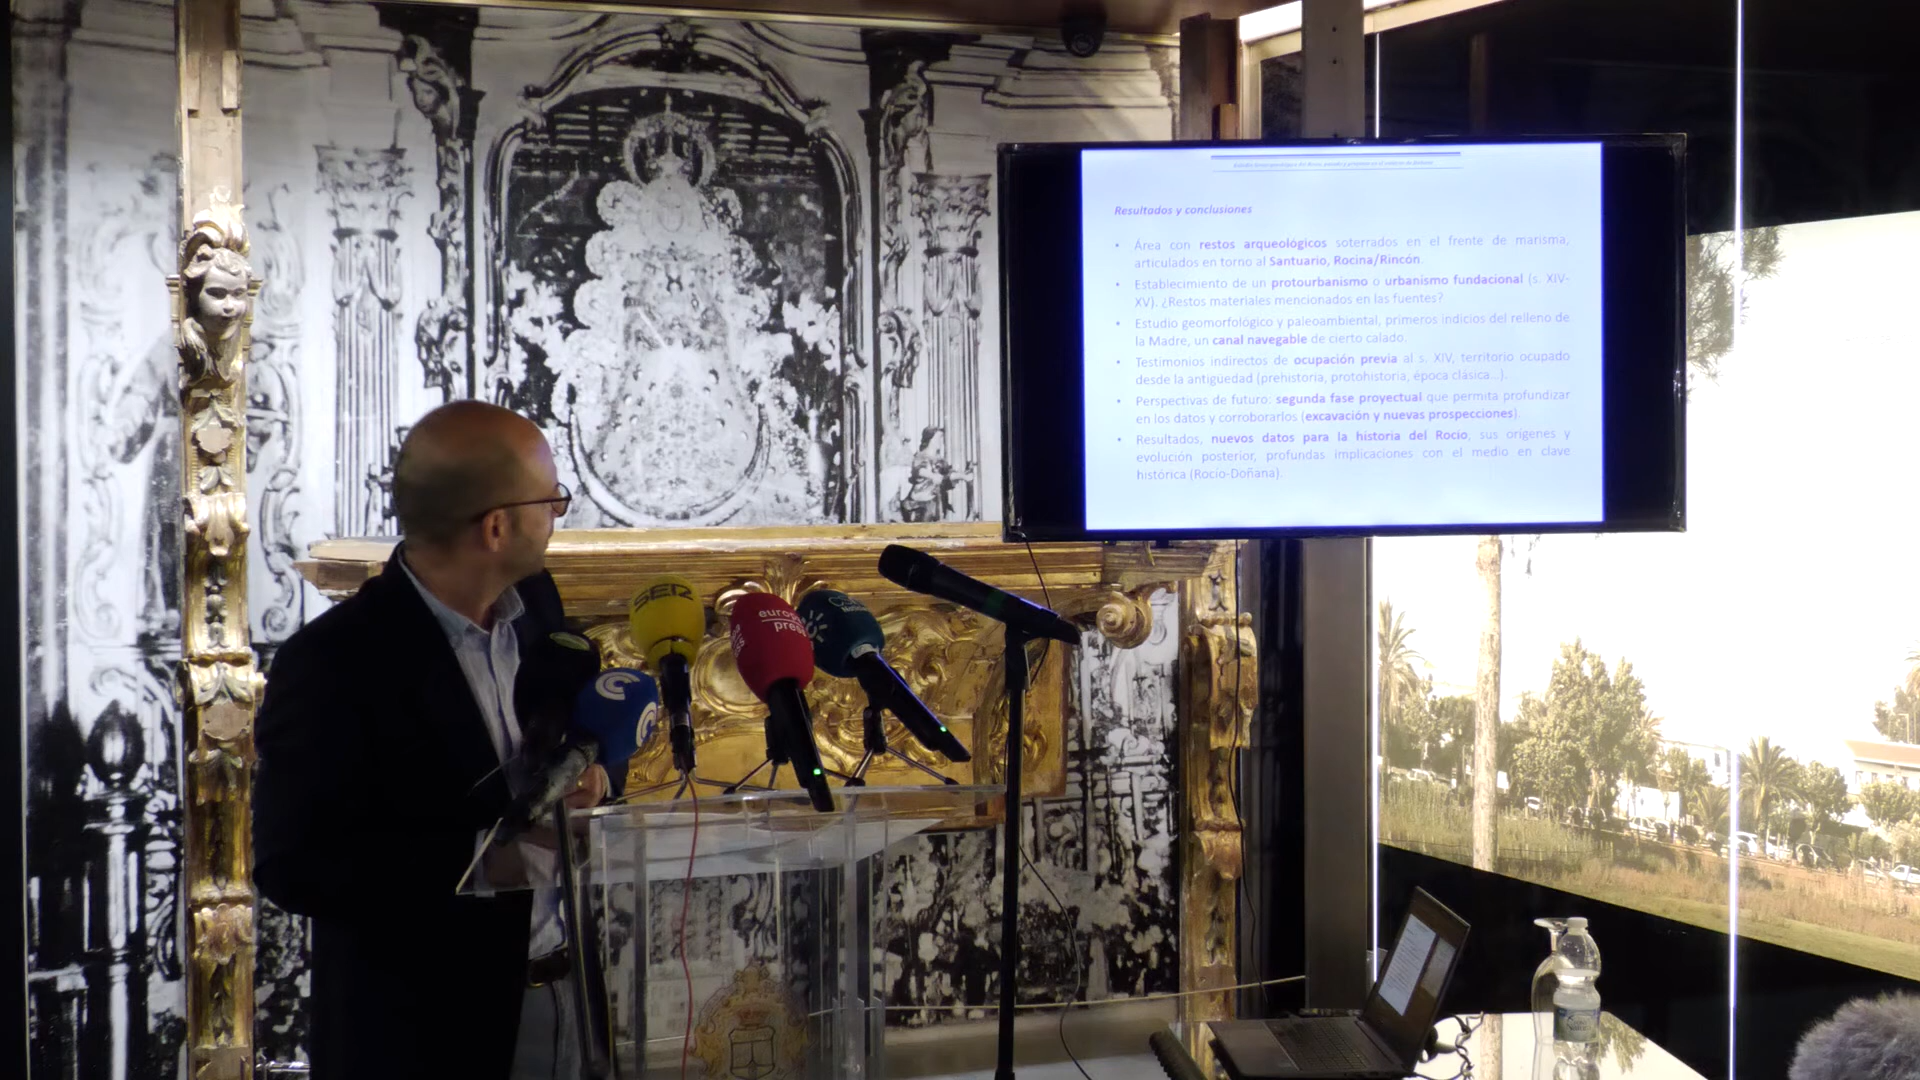 Resultados y conclusiones
• Área con restos arqueológicos soterrados en el frente de marisma,
articulados en torno al Santuario, Rocina/Rincón.
• Establecimiento de un protourbanismo o urbanismo fundacional (s. XIV-
XV). ¿Restos materiales mencionados en las fuentes?
• Estudio geomorfológico y paleoambiental, primeros indicios del relleno de
la Madre, un canal navegable de cierto calado.
• Testimonios indirectos de ocupación previa al s. XIV, territorio ocupado
desde la antigüedad (prehistoria, protohistoria, época clásica...).
• Perspectivas de futuro: segunda fase proyectual que permita profundizar
en los datos y corroborarlos (excavación y nuevas prospecciones).
• Resultados, nuevos datos para la historia del Rocío, sus orígenes y
evolución posterior, profundas implicaciones con el medio en clave
histórica (Rocío-Doñana).
SER
europa
press